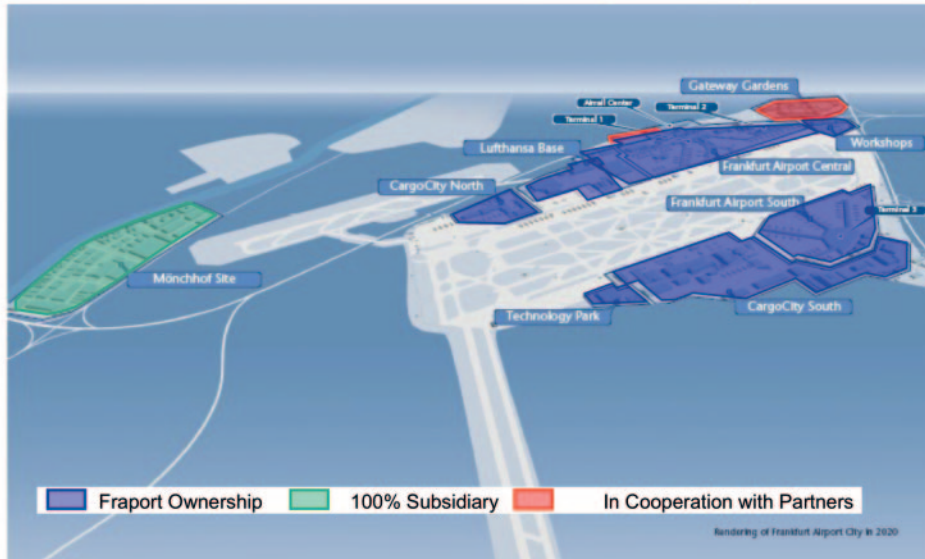 Gateway Gardens
Airrail Center
Terminal 2
Terminal 1
Workshops
Lufthansa Base
Frankfurt Airport Central
CargoCity North
Frankfurt Airport South
Terminal 3
Mönchhof Site
CargoCity South
Technology Park
Fraport Ownership
100% Subsidiary
In Cooperation with Partners
Rendering of Frankfurt Airport City in 2020